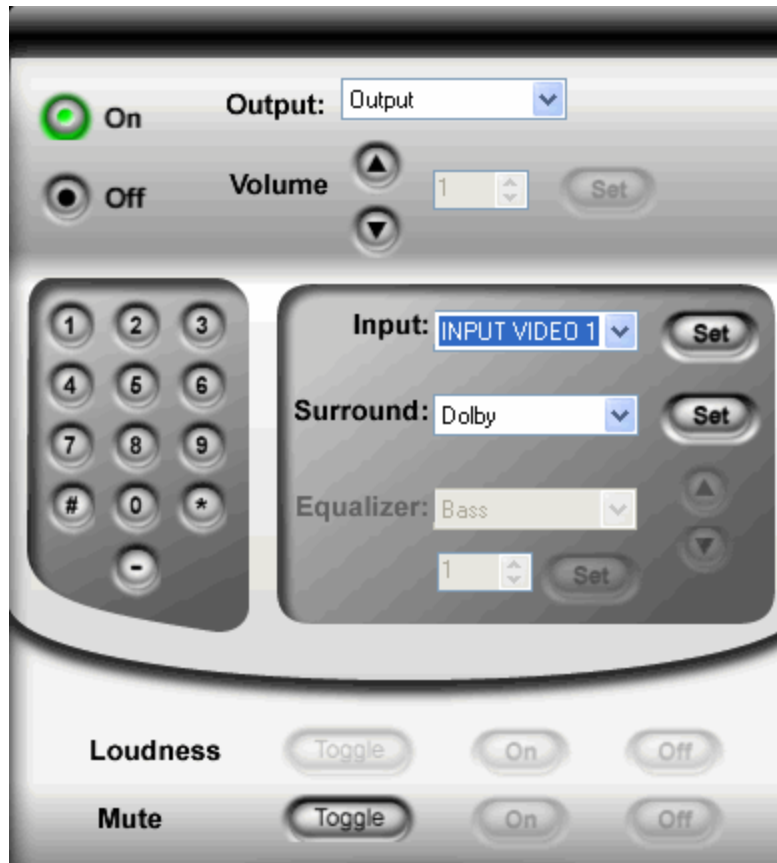 On Output: Output
Off Volume 1 Set
1 2 3
4 5 6
7 8 9
# 0 *
-
Input: INPUT VIDEO 1 Set
Surround: Dolby Set
Equalizer: Bass
1 Set
Loudness Toggle On Off
Mute Toggle On Off